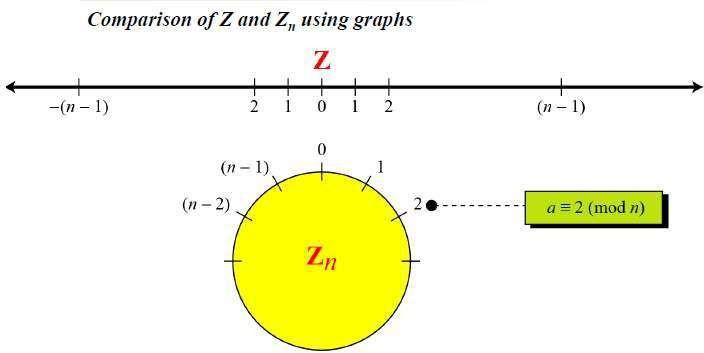 Comparison of Z and Zn using graphs
Z
−(n − 1) 2 1 0 1 2 (n − 1)
0
(n − 1) 1
(n − 2) 2 a ≡ 2 (mod n)
Zn